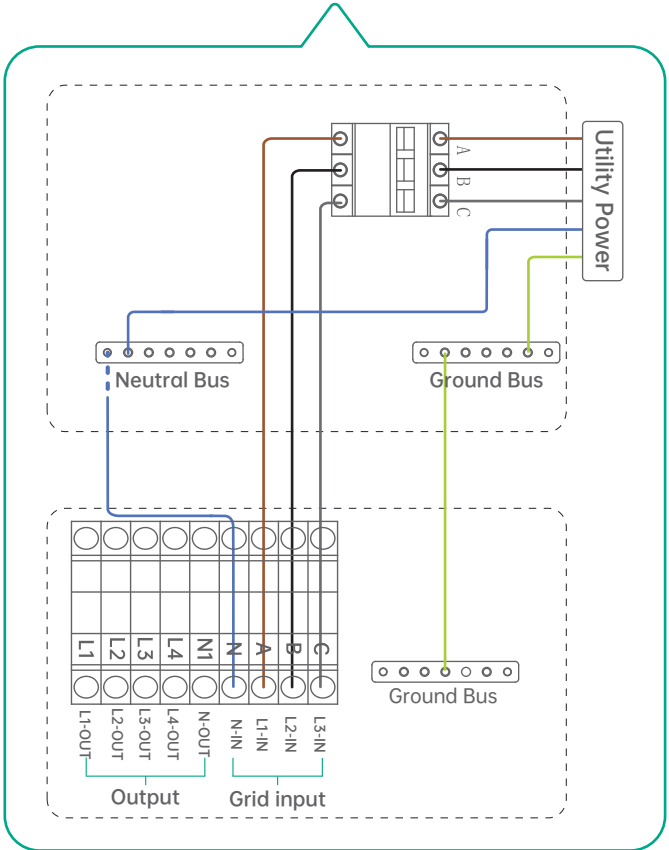 A
B
C
Utility Power
Neutral Bus
Ground Bus
L1
L2
L3
L4
N1
N
A
B
C
L1-OUT
L2-OUT
L3-OUT
L4-OUT
N-OUT
N-IN
L1-IN
L2-IN
L3-IN
Ground Bus
Output
Grid input